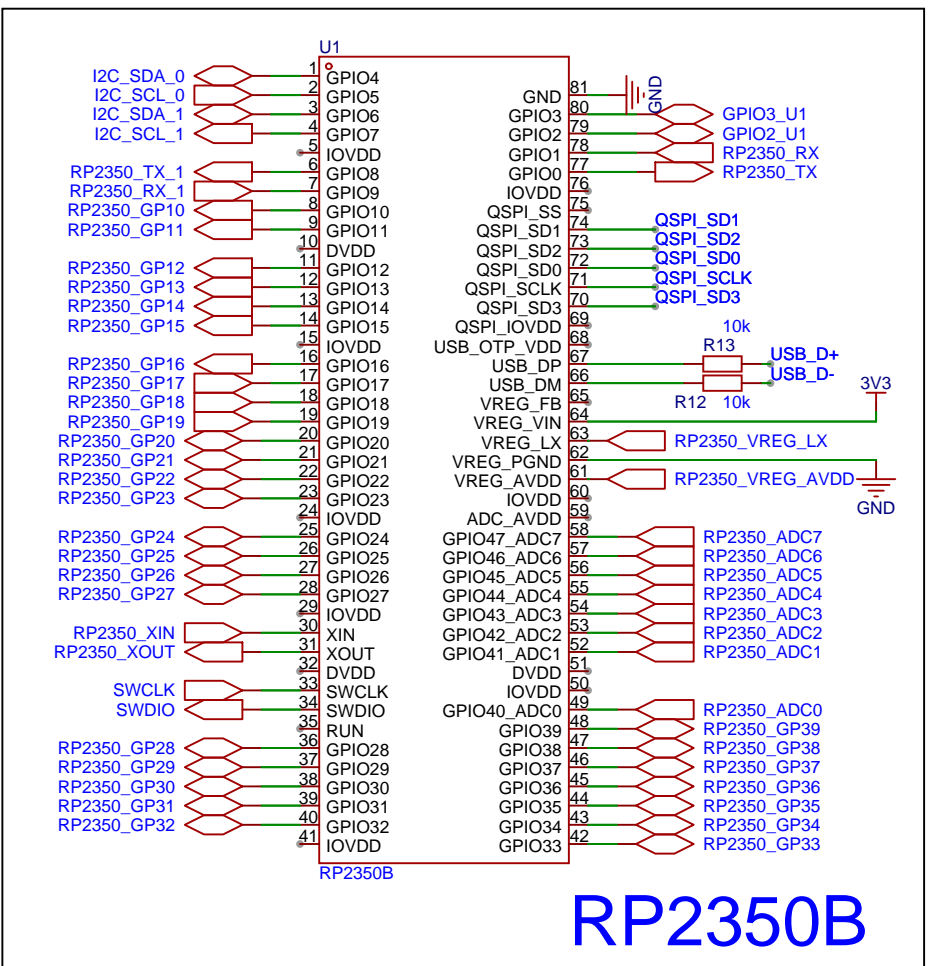 U1
I2C_SDA_0 1 GPIO4
I2C_SCL_0 2 GPIO5
I2C_SDA_1 3 GPIO6
I2C_SCL_1 4 GPIO7
5 IOVDD
RP2350_TX_1 6 GPIO8
RP2350_RX_1 7 GPIO9
RP2350_GP10 8 GPIO10
RP2350_GP11 9 GPIO11
10 DVDD
RP2350_GP12 11 GPIO12
RP2350_GP13 12 GPIO13
RP2350_GP14 13 GPIO14
RP2350_GP15 14 GPIO15
15 IOVDD
RP2350_GP16 16 GPIO16
RP2350_GP17 17 GPIO17
RP2350_GP18 18 GPIO18
RP2350_GP19 19 GPIO19
RP2350_GP20 20 GPIO20
RP2350_GP21 21 GPIO21
RP2350_GP22 22 GPIO22
RP2350_GP23 23 GPIO23
24 IOVDD
RP2350_GP24 25 GPIO24
RP2350_GP25 26 GPIO25
RP2350_GP26 27 GPIO26
RP2350_GP27 28 GPIO27
29 IOVDD
RP2350_XIN 30 XIN
RP2350_XOUT 31 XOUT
32 DVDD
SWCLK 33 SWCLK
SWDIO 34 SWDIO
35 RUN
RP2350_GP28 36 GPIO28
RP2350_GP29 37 GPIO29
RP2350_GP30 38 GPIO30
RP2350_GP31 39 GPIO31
RP2350_GP32 40 GPIO32
41 IOVDD
GND 81 GND
GPIO3 80 GPIO3_U1
GPIO2 79 GPIO2_U1
GPIO1 78 RP2350_RX
GPIO0 77 RP2350_TX
IOVDD 76
QSPI_SS 75
QSPI_SD1 74 QSPI_SD1
QSPI_SD2 73 QSPI_SD2
QSPI_SD0 72 QSPI_SD0
QSPI_SCLK 71 QSPI_SCLK
QSPI_SD3 70 QSPI_SD3
QSPI_IOVDD 69
10k
USB_OTP_VDD 68
R13
USB_DP 67 USB_D+
USB_DM 66 USB_D-
R12 10k
VREG_FB 65
3V3
VREG_VIN 64
VREG_LX 63 RP2350_VREG_LX
VREG_PGND 62
VREG_AVDD 61 RP2350_VREG_AVDD
GND
IOVDD 60
ADC_AVDD 59
GPIO47_ADC7 58 RP2350_ADC7
GPIO46_ADC6 57 RP2350_ADC6
GPIO45_ADC5 56 RP2350_ADC5
GPIO44_ADC4 55 RP2350_ADC4
GPIO43_ADC3 54 RP2350_ADC3
GPIO42_ADC2 53 RP2350_ADC2
GPIO41_ADC1 52 RP2350_ADC1
DVDD 51
IOVDD 50
GPIO40_ADC0 49 RP2350_ADC0
GPIO39 48 RP2350_GP39
GPIO38 47 RP2350_GP38
GPIO37 46 RP2350_GP37
GPIO36 45 RP2350_GP36
GPIO35 44 RP2350_GP35
GPIO34 43 RP2350_GP34
GPIO33 42 RP2350_GP33
RP2350B
RP2350B